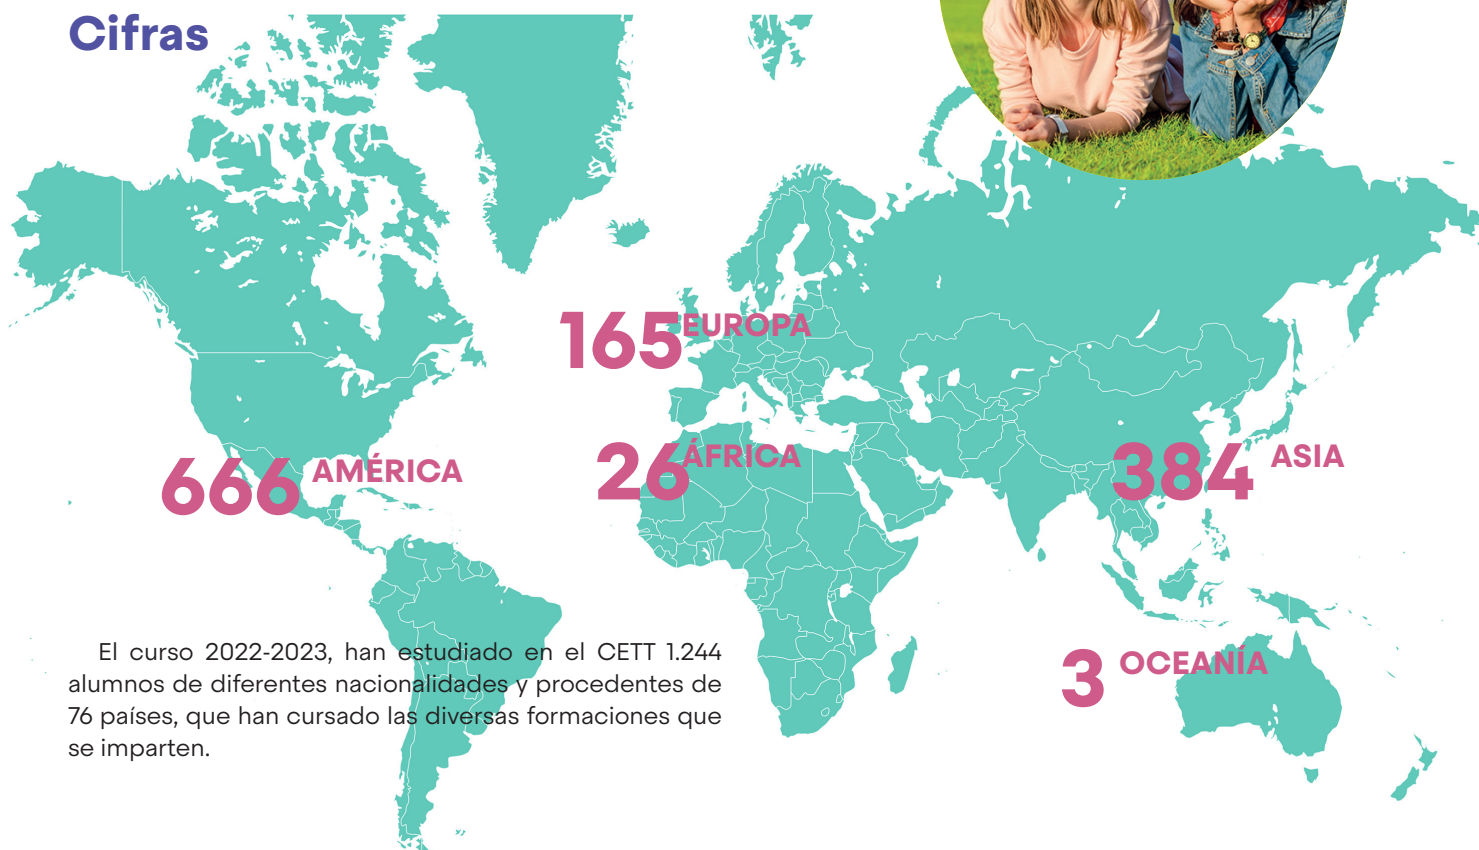 Cifras
165 EUROPA
666 AMÉRICA
26 ÁFRICA
384 ASIA
3 OCEANÍA
El curso 2022-2023, han estudiado en el CETT 1.244
alumnos de diferentes nacionalidades y procedentes de
76 países, que han cursado las diversas formaciones que
se imparten.